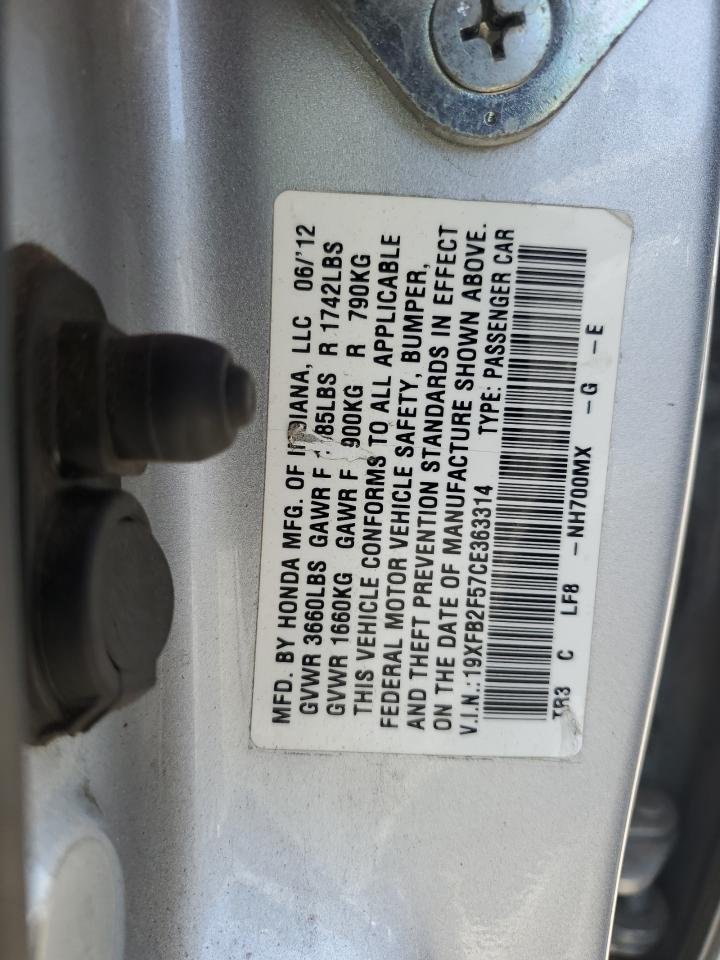 MFD. BY HONDA MFG. OF INDIANA, LLC 06/'12
GVWR 3660LBS GAWR F 85LBS R 1742LBS
GVWR 1660KG GAWR F 900KG R 790KG
THIS VEHICLE CONFORMS TO ALL APPLICABLE
FEDERAL MOTOR VEHICLE SAFETY, BUMPER,
AND THEFT PREVENTION STANDARDS IN EFFECT
ON THE DATE OF MANUFACTURE SHOWN ABOVE.
V.I.N.:19XFB2F57CE363314 TYPE: PASSENGER CAR
TR3 C LF8 -NH700MX -G -E